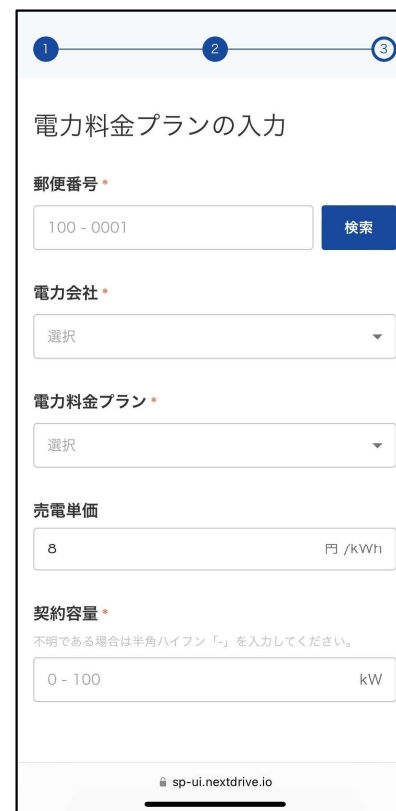 1 2 3
電力料金プランの入力
郵便番号 *
100 - 0001 検索
電力会社 *
選択
電力料金プラン *
選択
売電単価
8 円 /kWh
契約容量 *
不明である場合は半角ハイフン「-」を入力してください。
0 - 100 kW
sp-ui.nextdrive.io